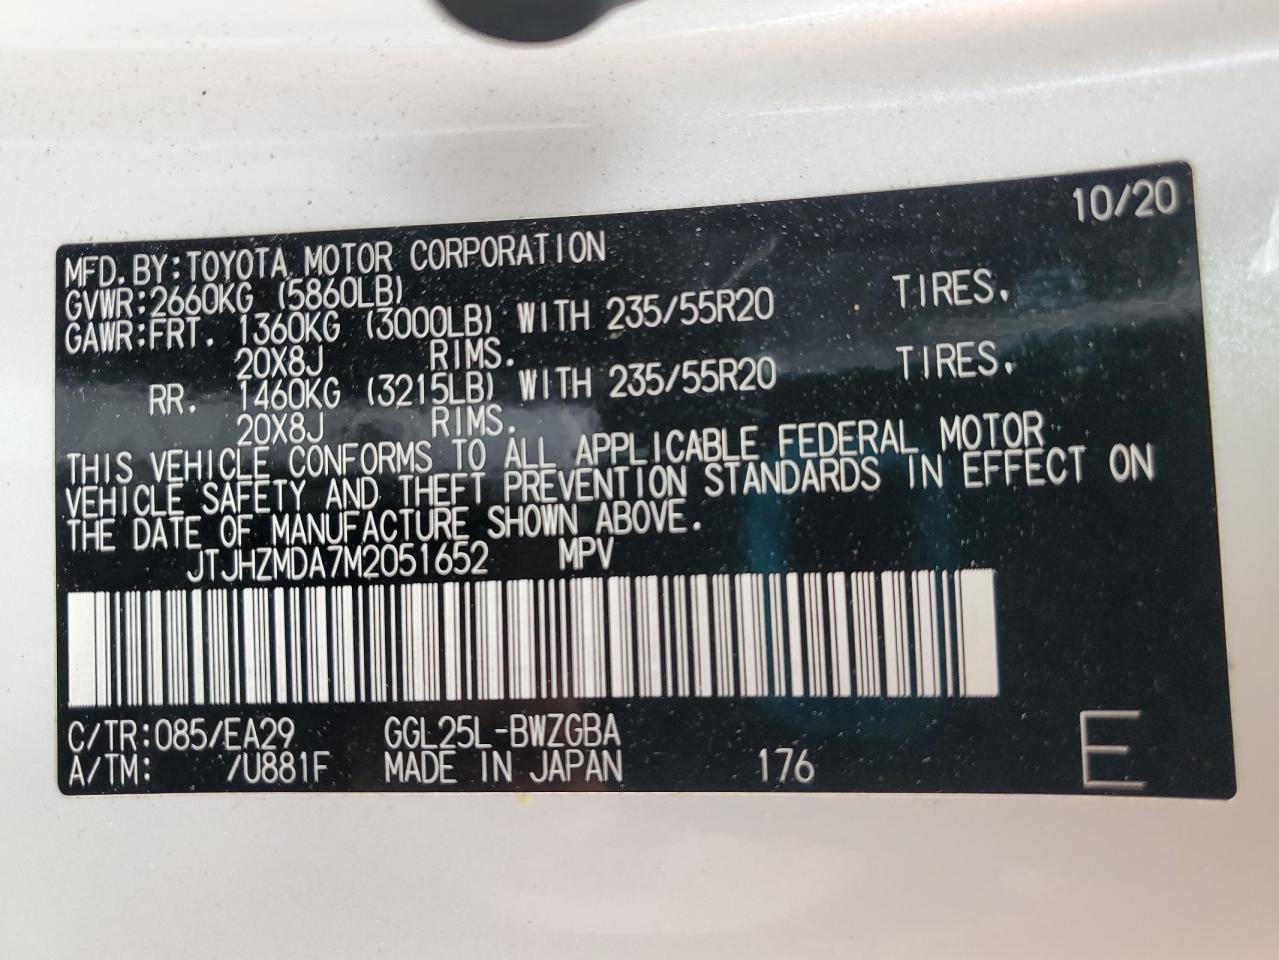 10/20
MFD.BY:TOYOTA MOTOR CORPORATION
GVWR:2660KG (5860LB)
GAWR:FRT. 1360KG (3000LB) WITH 235/55R20 TIRES.
20X8J RIMS.
RR. 1460KG (3215LB) WITH 235/55R20 TIRES.
20X8J RIMS.
THIS VEHICLE CONFORMS TO ALL APPLICABLE FEDERAL MOTOR
VEHICLE SAFETY AND THEFT PREVENTION STANDARDS IN EFFECT ON
THE DATE OF MANUFACTURE SHOWN ABOVE.
JTJHZMDA7M2051652 MPV
C/TR:085/EA29 GGL25L-BWZGBA
A/TM: /U881F MADE IN JAPAN 176 E